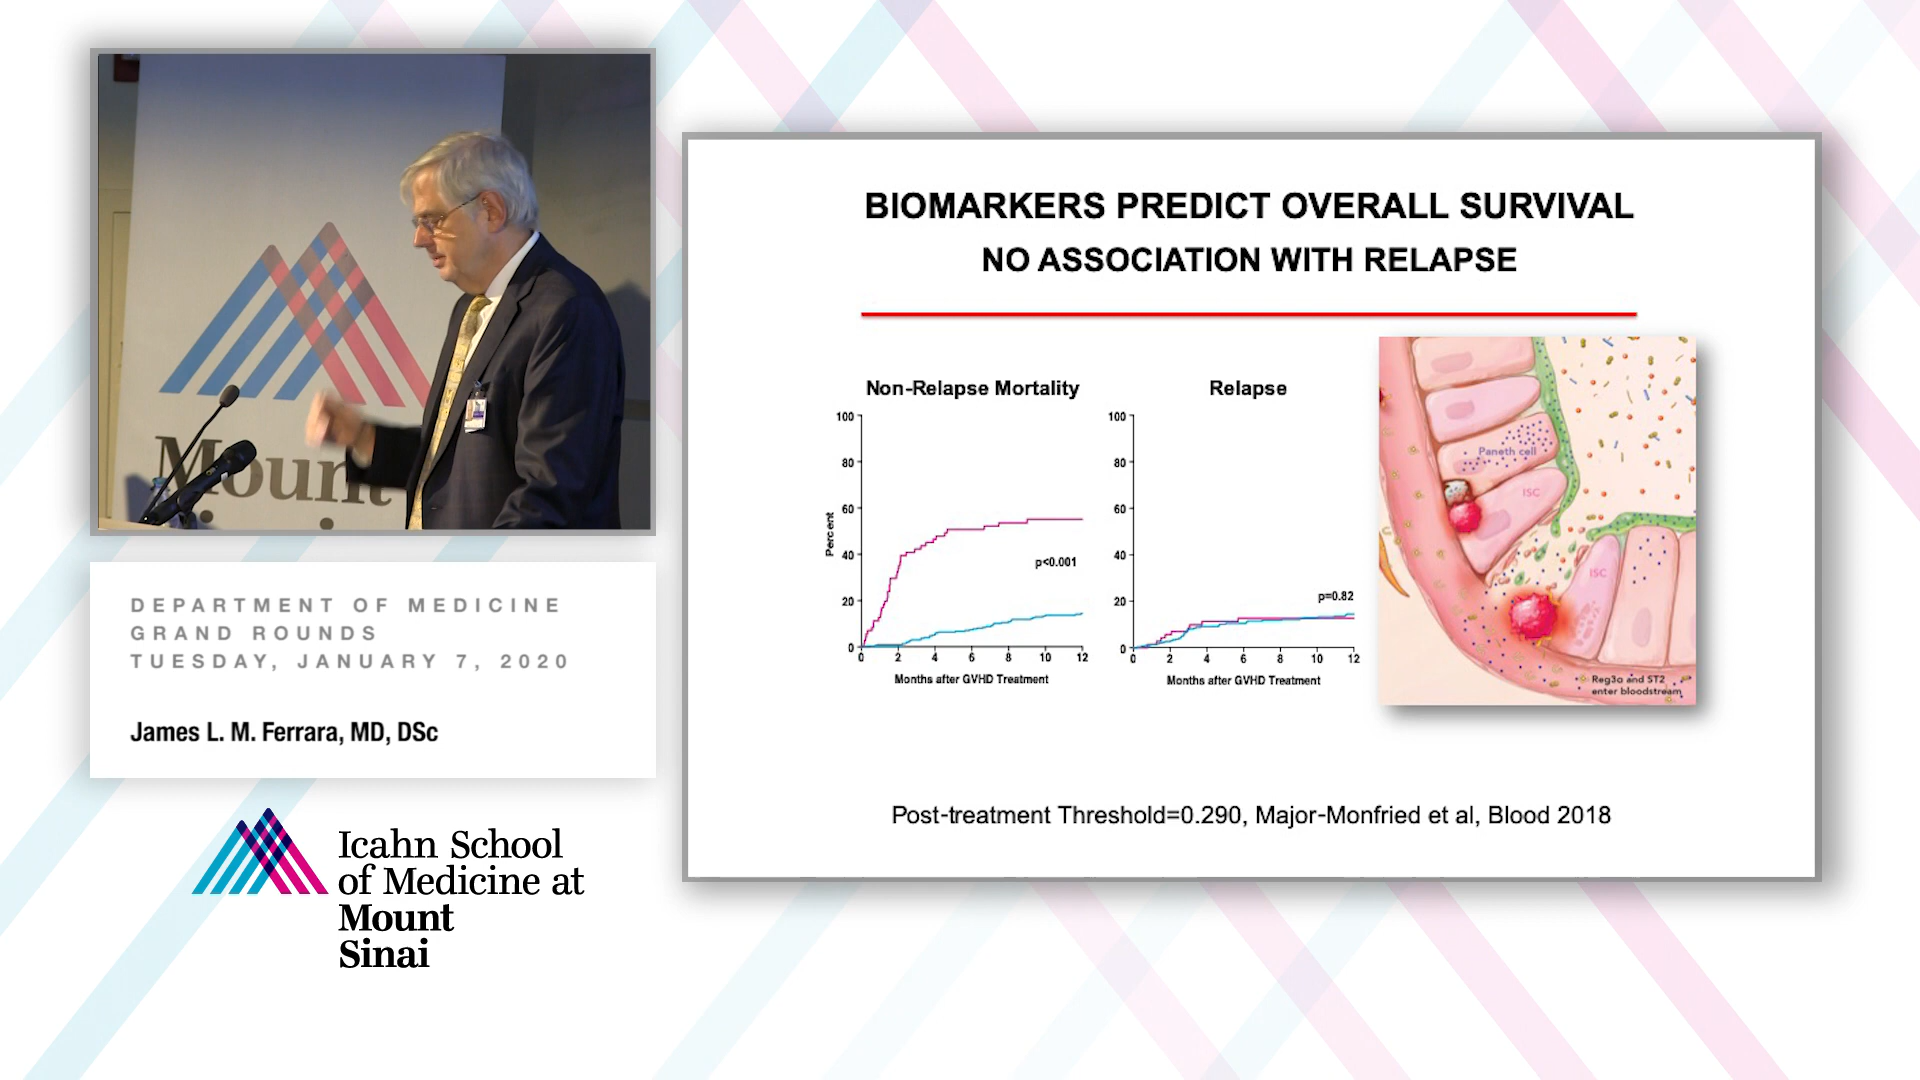 Mount
DEPARTMENT OF MEDICINE
GRAND ROUNDS
TUESDAY, JANUARY 7, 2020
James L. M. Ferrara, MD, DSc
Icahn School
of Medicine at
Mount
Sinai
BIOMARKERS PREDICT OVERALL SURVIVAL
NO ASSOCIATION WITH RELAPSE
Non-Relapse Mortality
100
80
60
40
20
0
Percent
p<0.001
0 2 4 6 8 10 12
Months after GVHD Treatment
Relapse
100
80
60
40
20
0
p=0.82
0 2 4 6 8 10 12
Months after GVHD Treatment
Paneth cell
ISC
ISC
Reg3α and ST2
enter bloodstream
Post-treatment Threshold=0.290, Major-Monfried et al, Blood 2018